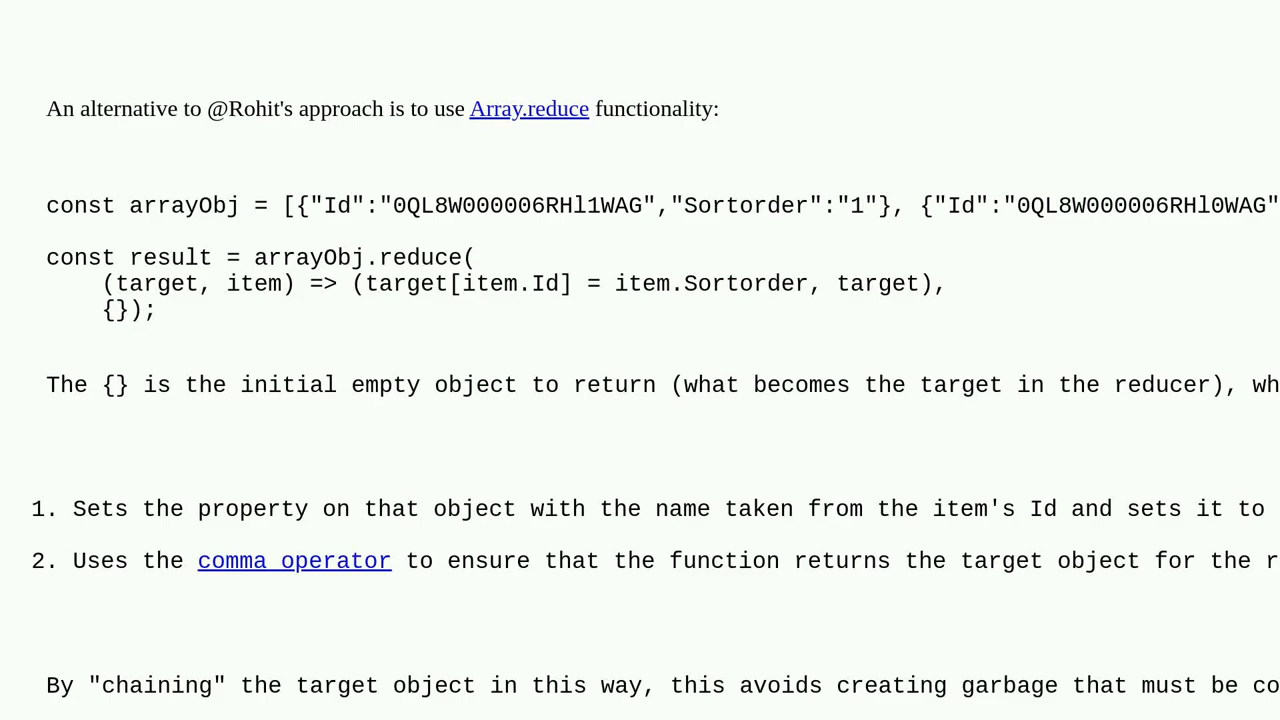 An alternative to @Rohit's approach is to use Array.reduce functionality:
const arrayObj = [{"Id":"0QL8W000006RHl1WAG","Sortorder":"1"}, {"Id":"0QL8W000006RHl0WAG"
const result = arrayObj.reduce(
    (target, item) => (target[item.Id] = item.Sortorder, target),
    {});
The {} is the initial empty object to return (what becomes the target in the reducer), wh
1. Sets the property on that object with the name taken from the item's Id and sets it to
2. Uses the comma operator to ensure that the function returns the target object for the r
By "chaining" the target object in this way, this avoids creating garbage that must be co